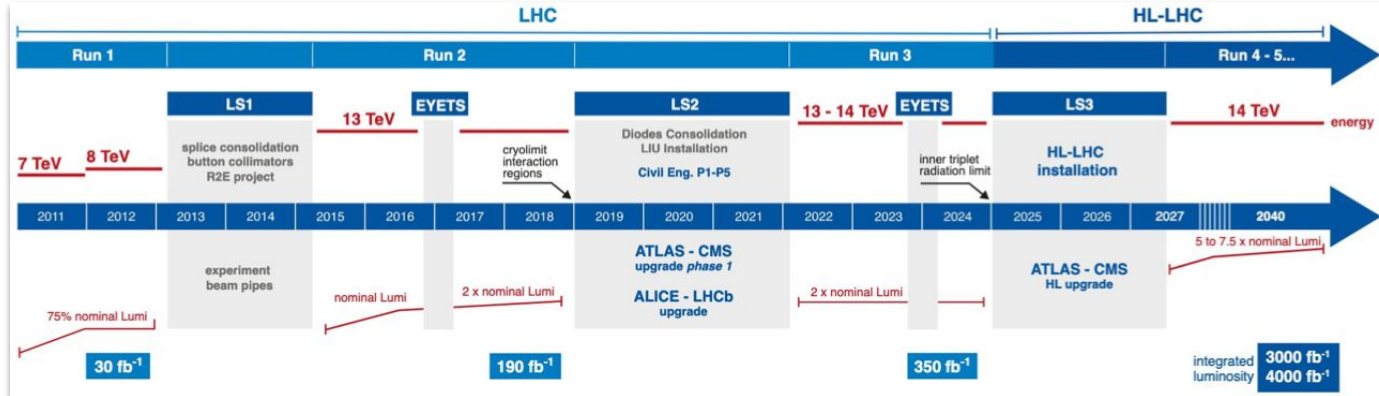 LHC
HL-LHC
Run 1
Run 2
Run 3
Run 4 - 5...
LS1
EYETS
LS2
EYETS
LS3
13 TeV
13 - 14 TeV
14 TeV
energy
7 TeV
8 TeV
splice consolidation
button collimators
R2E project
cryolimit
interaction
regions
Diodes Consolidation
LIU Installation
Civil Eng. P1-P5
inner triplet
radiation limit
HL-LHC
installation
2011
2012
2013
2014
2015
2016
2017
2018
2019
2020
2021
2022
2023
2024
2025
2026
2027
2040
75% nominal Lumi
experiment
beam pipes
nominal Lumi
2 x nominal Lumi
ATLAS - CMS
upgrade phase 1
ALICE - LHCb
upgrade
2 x nominal Lumi
ATLAS - CMS
HL upgrade
5 to 7.5 x nominal Lumi
30 fb⁻¹
190 fb⁻¹
350 fb⁻¹
integrated
luminosity
3000 fb⁻¹
4000 fb⁻¹